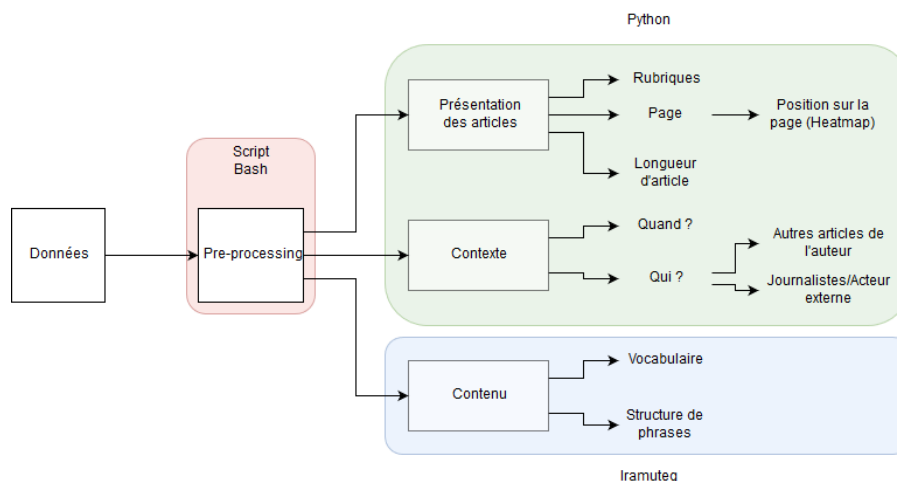 Python
Présentation
des articles
Rubriques
Page
Position sur la
page (Heatmap)
Longueur
d'article
Script
Bash
Données
Pre-processing
Contexte
Quand ?
Qui ?
Autres articles de
l'auteur
Journalistes/Acteur
externe
Contenu
Vocabulaire
Structure de
phrases
Iramuteq